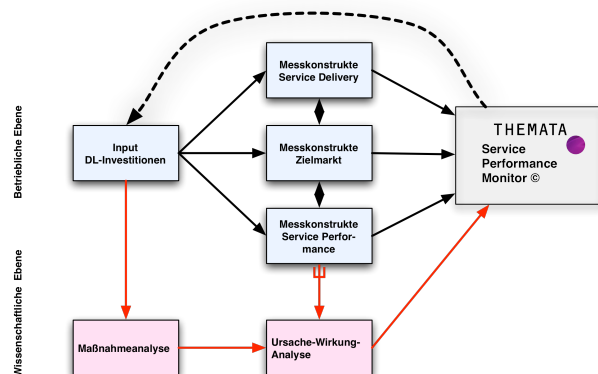 Messkonstrukte
Service Delivery
THEMATA
Service
Performance
Monitor ©
Input
DL-Investitionen
Messkonstrukte
Zielmarkt
Messkonstrukte
Service Perfor-
mance
Betriebliche Ebene
Maßnahmeanalyse
Ursache-Wirkung-
Analyse
Wissenschaftliche Ebene